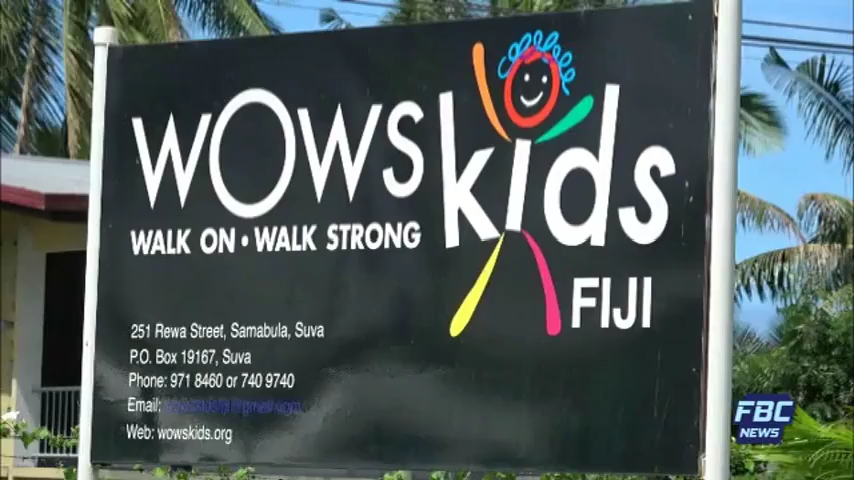 WOWS kids
WALK ON • WALK STRONG
FIJI
251 Rewa Street, Samabula, Suva
P.O. Box 19167, Suva
Phone: 971 8460 or 740 9740
Email:
Web: wowskids.org
FBC
NEWS